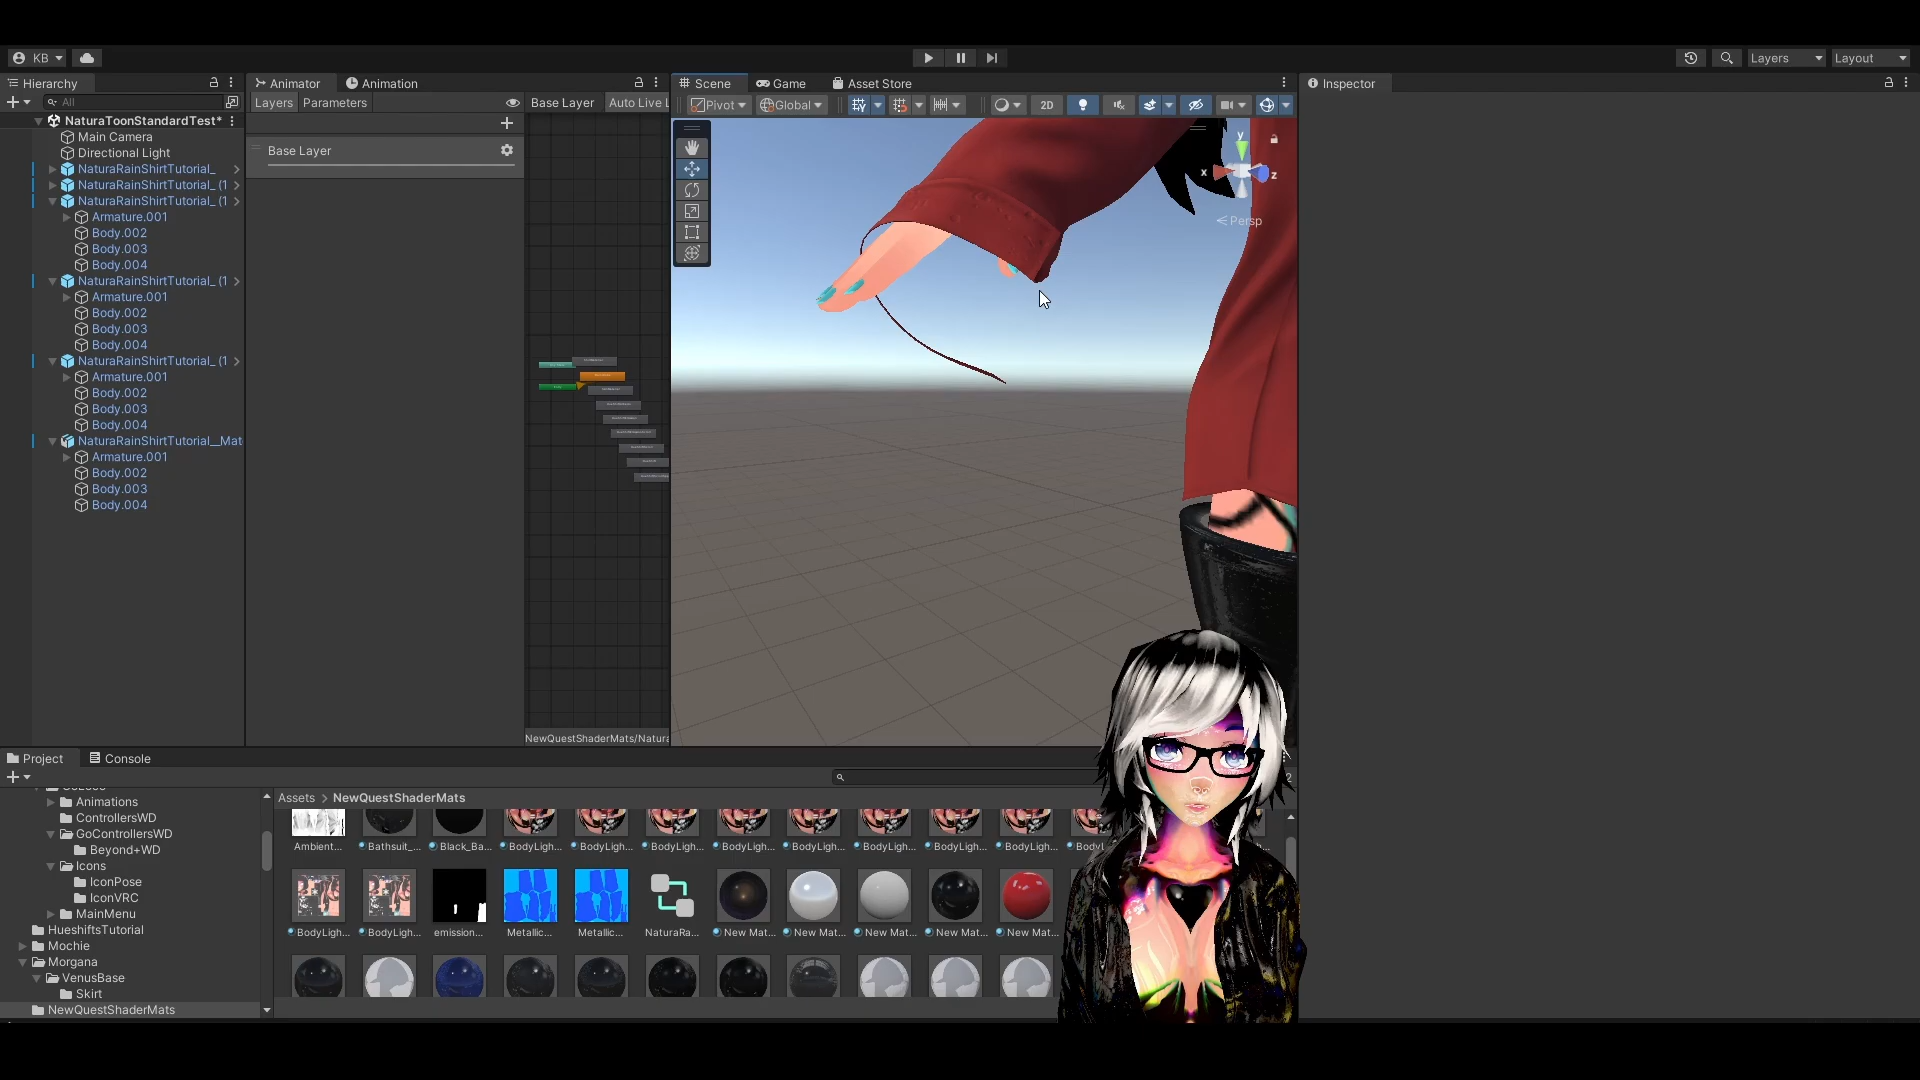 KB
Layers
Layout
Hierarchy
All
NaturaToonStandardTest*
Main Camera
Directional Light
NaturaRainShirtTutorial_
NaturaRainShirtTutorial_ (1
NaturaRainShirtTutorial_ (1
Armature.001
Body.002
Body.003
Body.004
NaturaRainShirtTutorial_ (1
Armature.001
Body.002
Body.003
Body.004
NaturaRainShirtTutorial_ (1
Armature.001
Body.002
Body.003
Body.004
NaturaRainShirtTutorial__Mat
Armature.001
Body.002
Body.003
Body.004
Animator
Animation
Layers
Parameters
Base Layer
Auto Live L
Base Layer
NewQuestShaderMats/Natura
Scene
Game
Asset Store
Pivot
Global
2D
y
x
z
Persp
Inspector
Project
Console
Animations
ControllersWD
GoControllersWD
Beyond+WD
Icons
IconPose
IconVRC
MainMenu
HueshiftsTutorial
Mochie
Morgana
VenusBase
Skirt
NewQuestShaderMats
Assets > NewQuestShaderMats
Ambient...
Bathsuit_...
Black_Ba...
BodyLigh...
BodyLigh...
BodyLigh...
BodyLigh...
BodyLigh...
BodyLigh...
BodyLigh...
BodyLigh...
BodyL
BodyLigh...
BodyLigh...
emission...
Metallic...
Metallic...
NaturaRa...
New Mat...
New Mat...
New Mat...
New Mat...
New Mat...